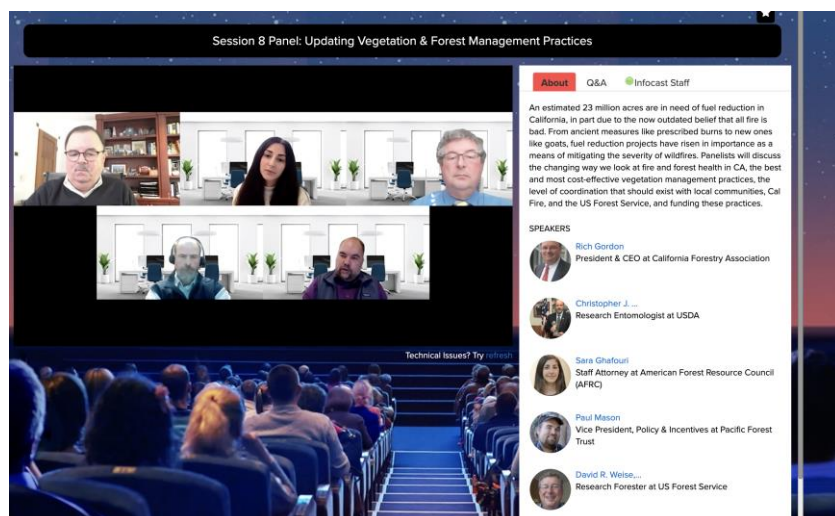 Session 8 Panel: Updating Vegetation & Forest Management Practices
About
Q&A
Infocast Staff
An estimated 23 million acres are in need of fuel reduction in
California, in part due to the now outdated belief that all fire is
bad. From ancient measures like prescribed burns to new ones
like goats, fuel reduction projects have risen in importance as a
means of mitigating the severity of wildfires. Panelists will discuss
the changing way we look at fire and forest health in CA, the best
and most cost-effective vegetation management practices, the
level of coordination that should exist with local communities, Cal
Fire, and the US Forest Service, and funding these practices.
SPEAKERS
Rich Gordon
President & CEO at California Forestry Association
Christopher J. ...
Research Entomologist at USDA
Sara Ghafouri
Staff Attorney at American Forest Resource Council
(AFRC)
Paul Mason
Vice President, Policy & Incentives at Pacific Forest
Trust
David R. Weise,...
Research Forester at US Forest Service
Technical Issues? Try refresh